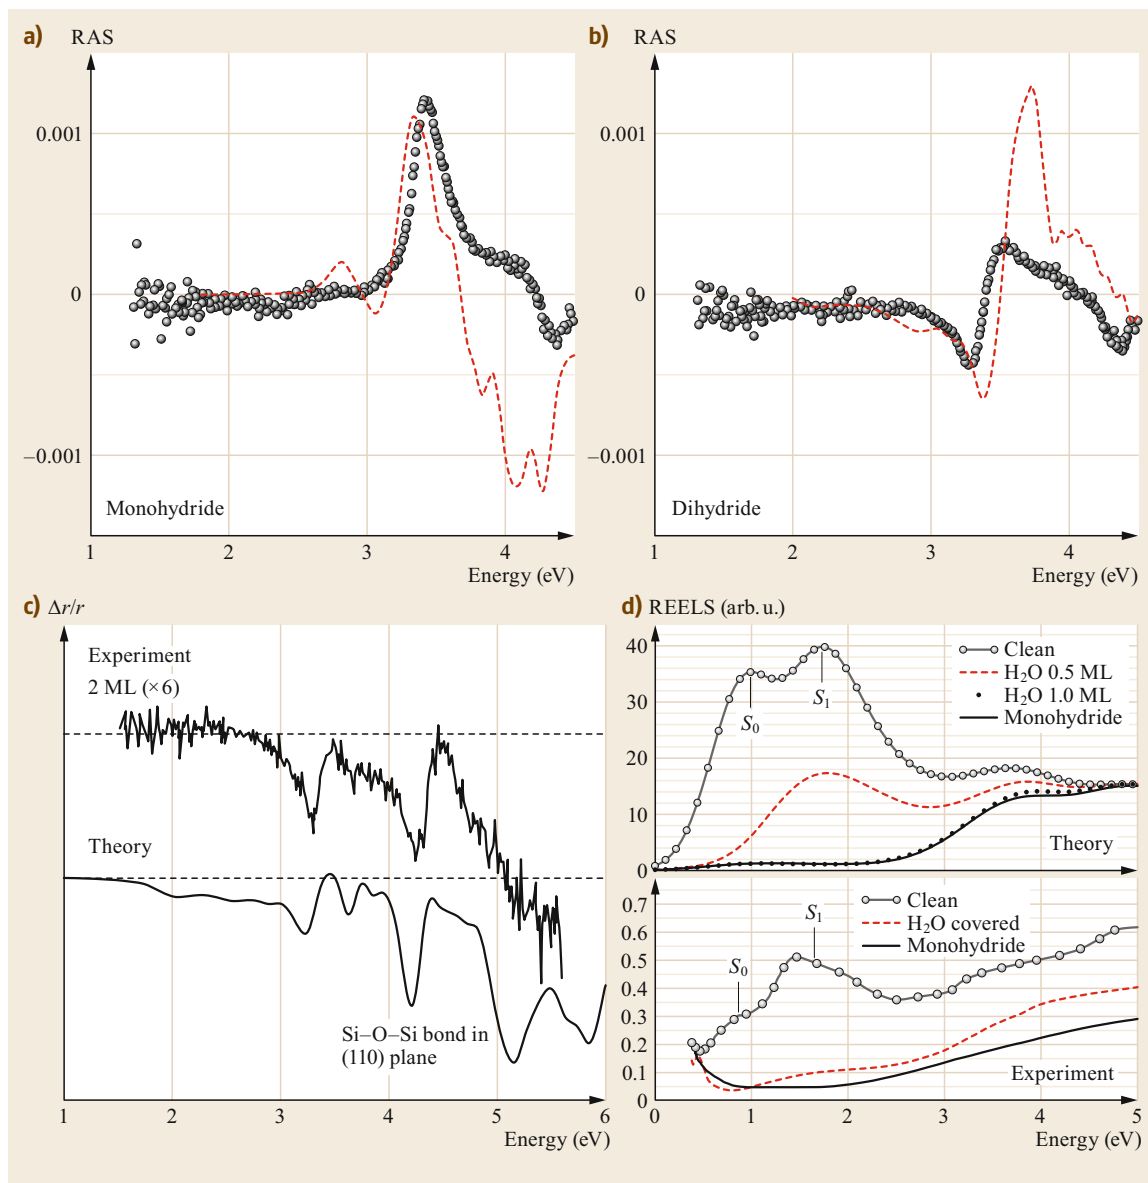 a) RAS
0.001
0
–0.001
Monohydride
1 2 3 4
Energy (eV)
b) RAS
0.001
0
–0.001
Dihydride
1 2 3 4
Energy (eV)
c) Δr/r
Experiment
2 ML (×6)
Theory
Si–O–Si bond in
(110) plane
1 2 3 4 5 6
Energy (eV)
d) REELS (arb. u.)
40
30
20
10
0
Clean
H₂O 0.5 ML
H₂O 1.0 ML
Monohydride
S₀
S₁
Theory
0.7
0.6
0.5
0.4
0.3
0.2
0.1
0
Clean
H₂O covered
Monohydride
S₀
S₁
Experiment
0 1 2 3 4 5
Energy (eV)